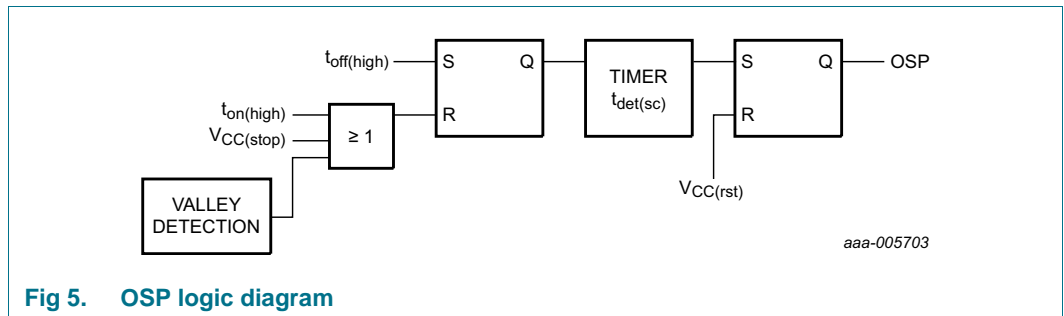 toff(high)
S
Q
TIMER
tdet(sc)
S
Q
OSP
ton(high)
VCC(stop)
≥ 1
R
R
VALLEY
DETECTION
VCC(rst)
aaa-005703
Fig 5. OSP logic diagram